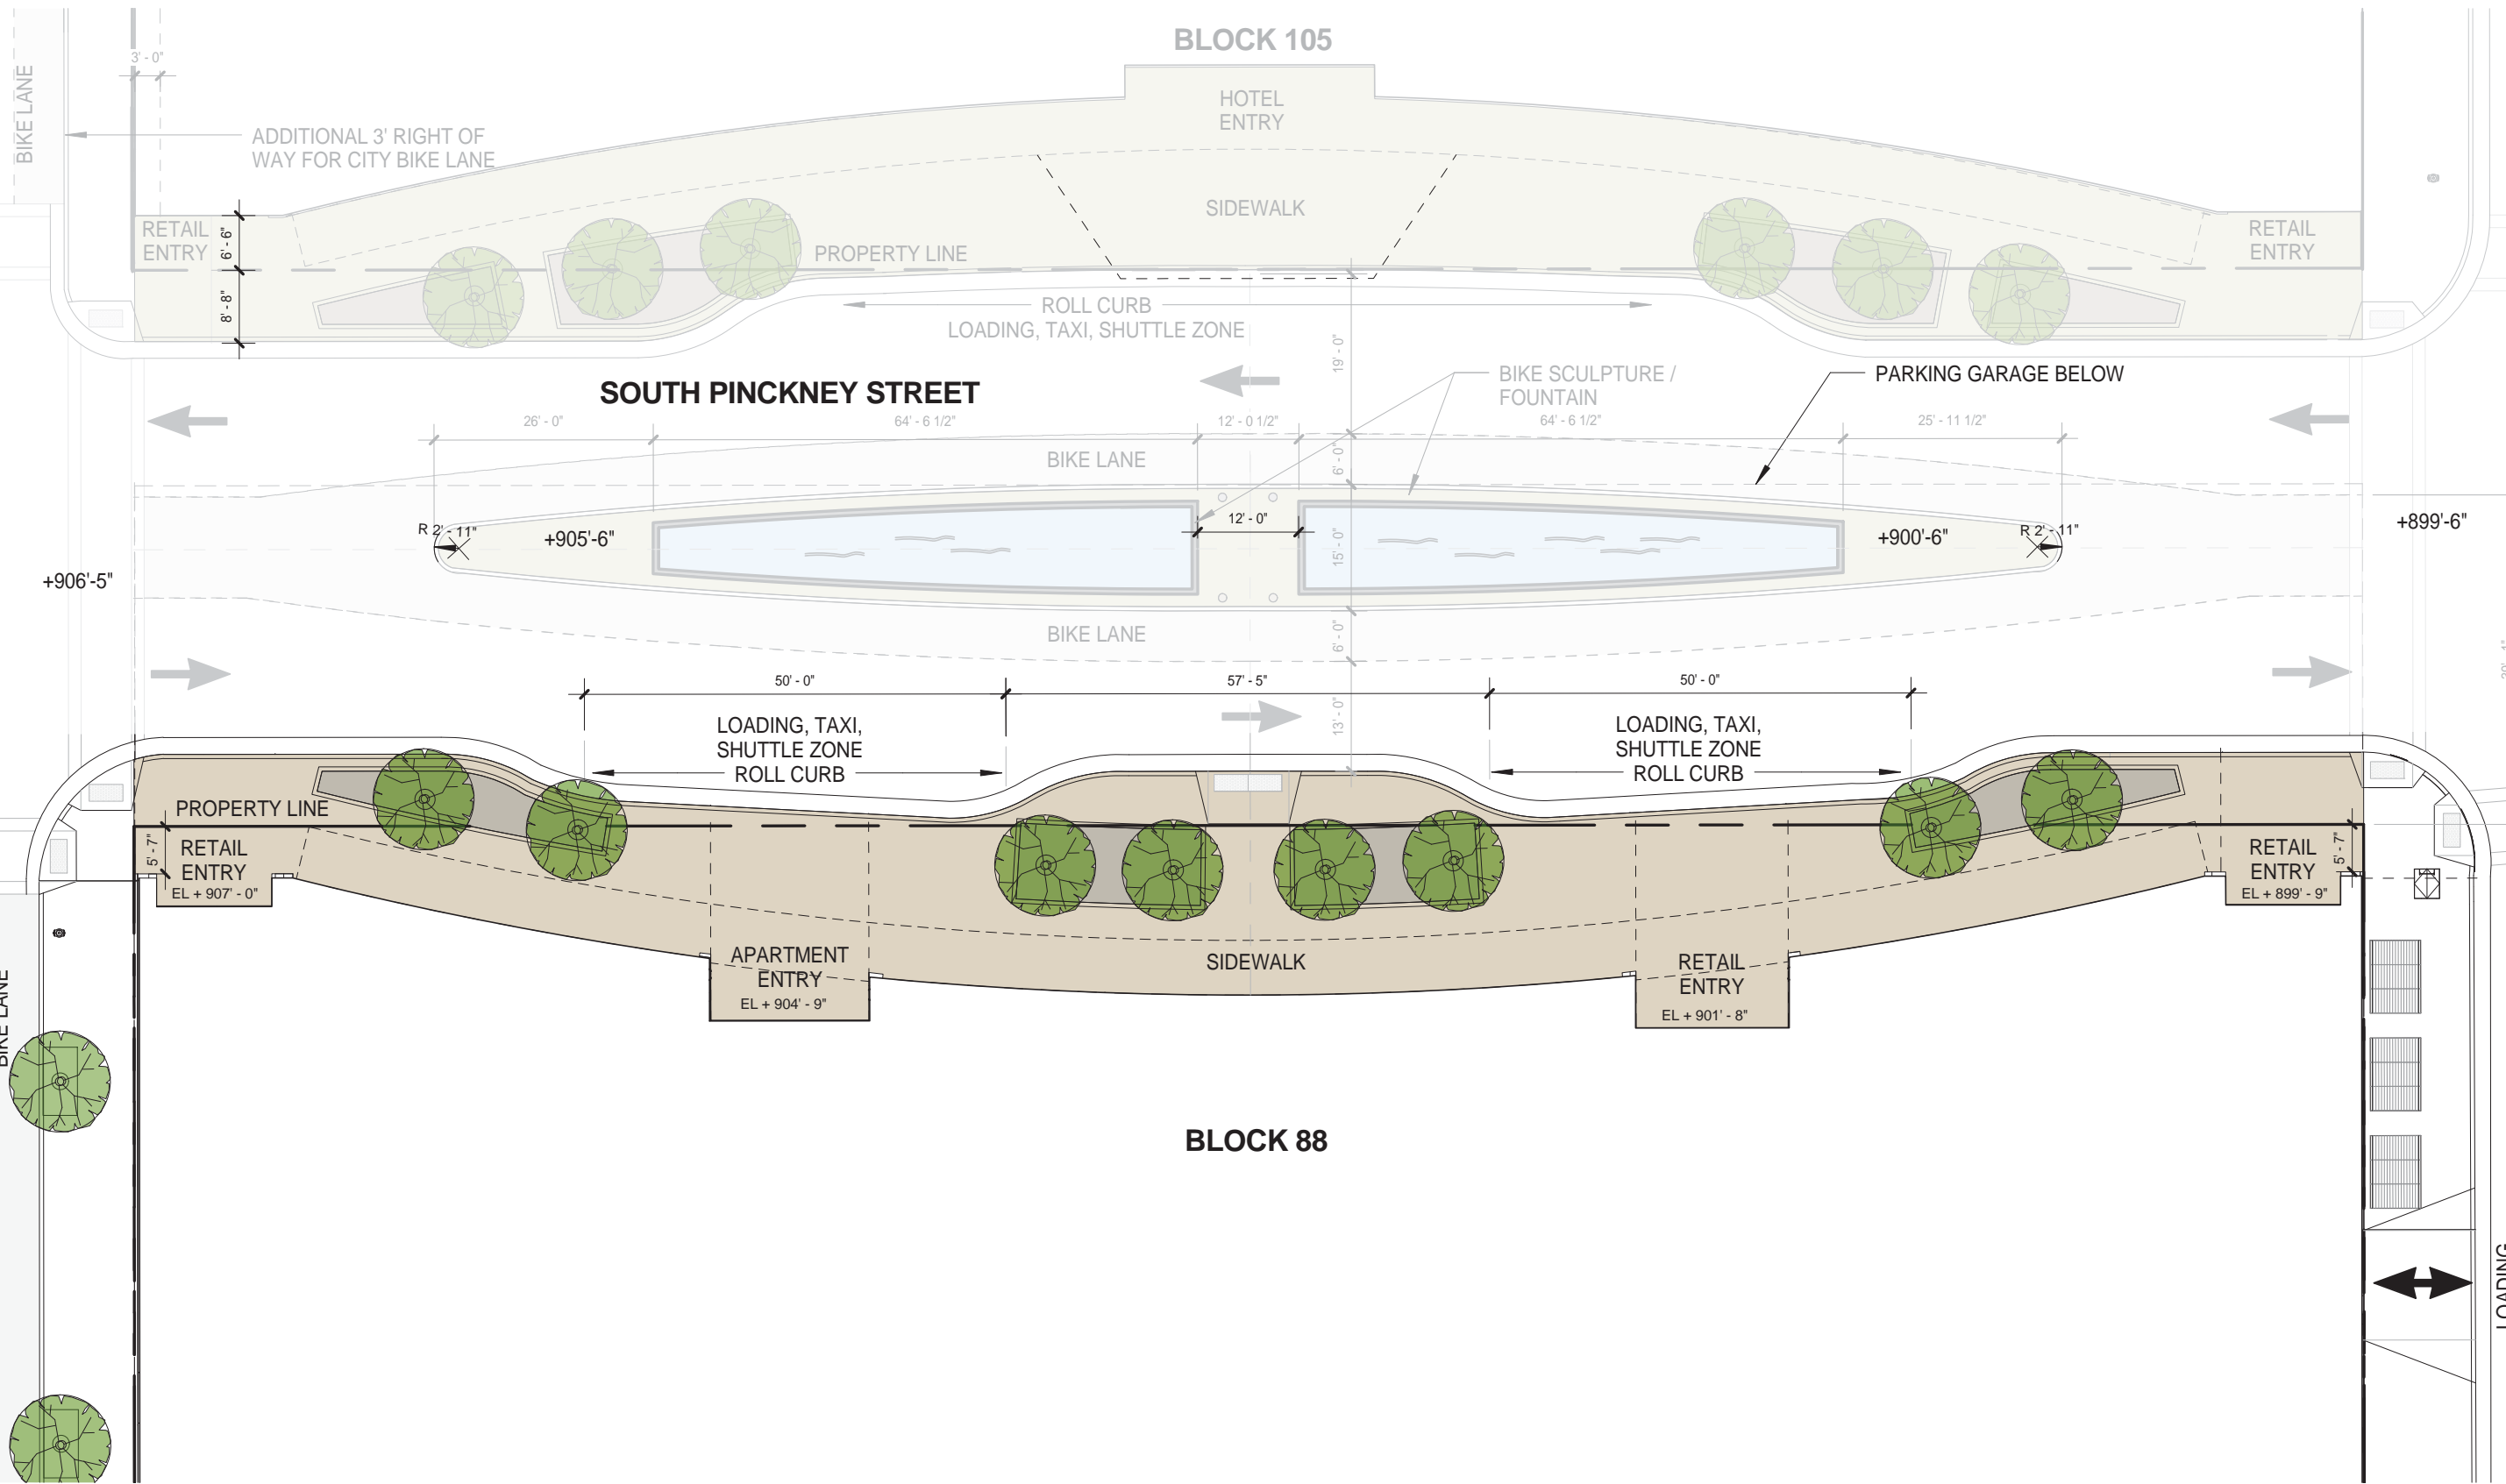 BLOCK 105
3' - 0"
BIKE LANE
HOTEL
ENTRY
ADDITIONAL 3' RIGHT OF
WAY FOR CITY BIKE LANE
SIDEWALK
RETAIL
ENTRY
6' - 6"
PROPERTY LINE
RETAIL
ENTRY
8' - 8"
ROLL CURB
LOADING, TAXI, SHUTTLE ZONE
19' - 0"
SOUTH PINCKNEY STREET
BIKE SCULPTURE /
FOUNTAIN
PARKING GARAGE BELOW
26' - 0"
64' - 6 1/2"
12' - 0 1/2"
64' - 6 1/2"
25' - 11 1/2"
BIKE LANE
6' - 0"
R 2' - 11"
+905'-6"
12' - 0"
15' - 0"
+900'-6"
R 2' - 11"
+899'-6"
+906'-5"
BIKE LANE
6' - 0"
50' - 0"
57' - 5"
50' - 0"
13' - 0"
LOADING, TAXI,
SHUTTLE ZONE
ROLL CURB
LOADING, TAXI,
SHUTTLE ZONE
ROLL CURB
PROPERTY LINE
5' - 7"
RETAIL
ENTRY
EL + 907' - 0"
RETAIL
ENTRY
EL + 899' - 9"
5' - 7"
APARTMENT
ENTRY
EL + 904' - 9"
SIDEWALK
RETAIL
ENTRY
EL + 901' - 8"
BIKE LANE
BLOCK 88
LOADING